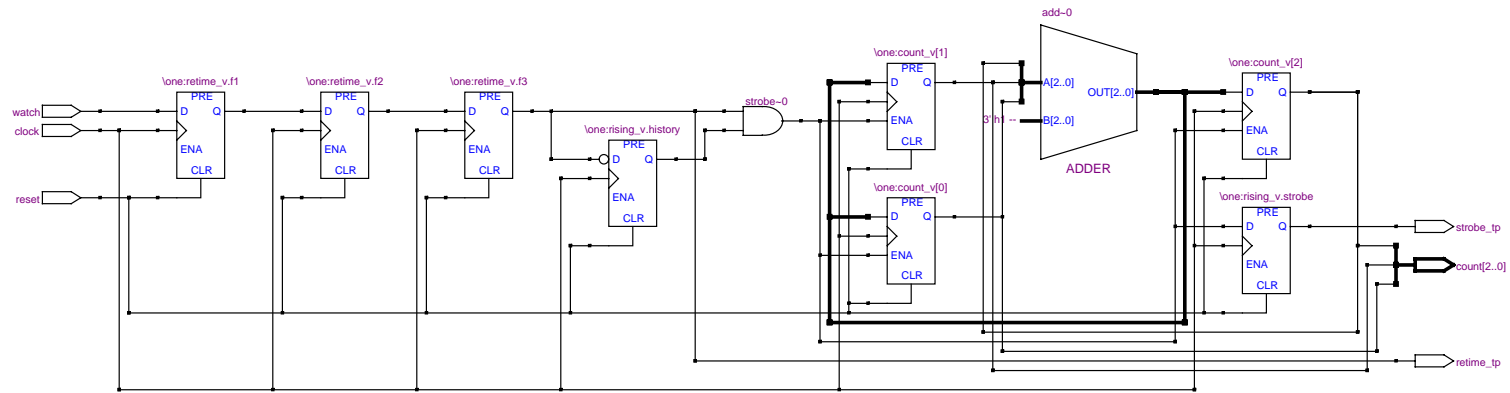 add~0
\one:count_v[1]
\one:count_v[2]
\one:retime_v.f1
\one:retime_v.f2
\one:retime_v.f3
PRE
D Q
ENA
CLR
PRE
D Q
ENA
CLR
PRE
D Q
ENA
CLR
watch
clock
reset
\one:rising_v.history
PRE
D Q
ENA
CLR
strobe~0
PRE
D Q
ENA
CLR
\one:count_v[0]
PRE
D Q
ENA
CLR
A[2..0]
OUT[2..0]
3' h1 --
B[2..0]
ADDER
PRE
D Q
ENA
CLR
\one:rising_v.strobe
PRE
D Q
ENA
CLR
strobe_tp
count[2..0]
retime_tp